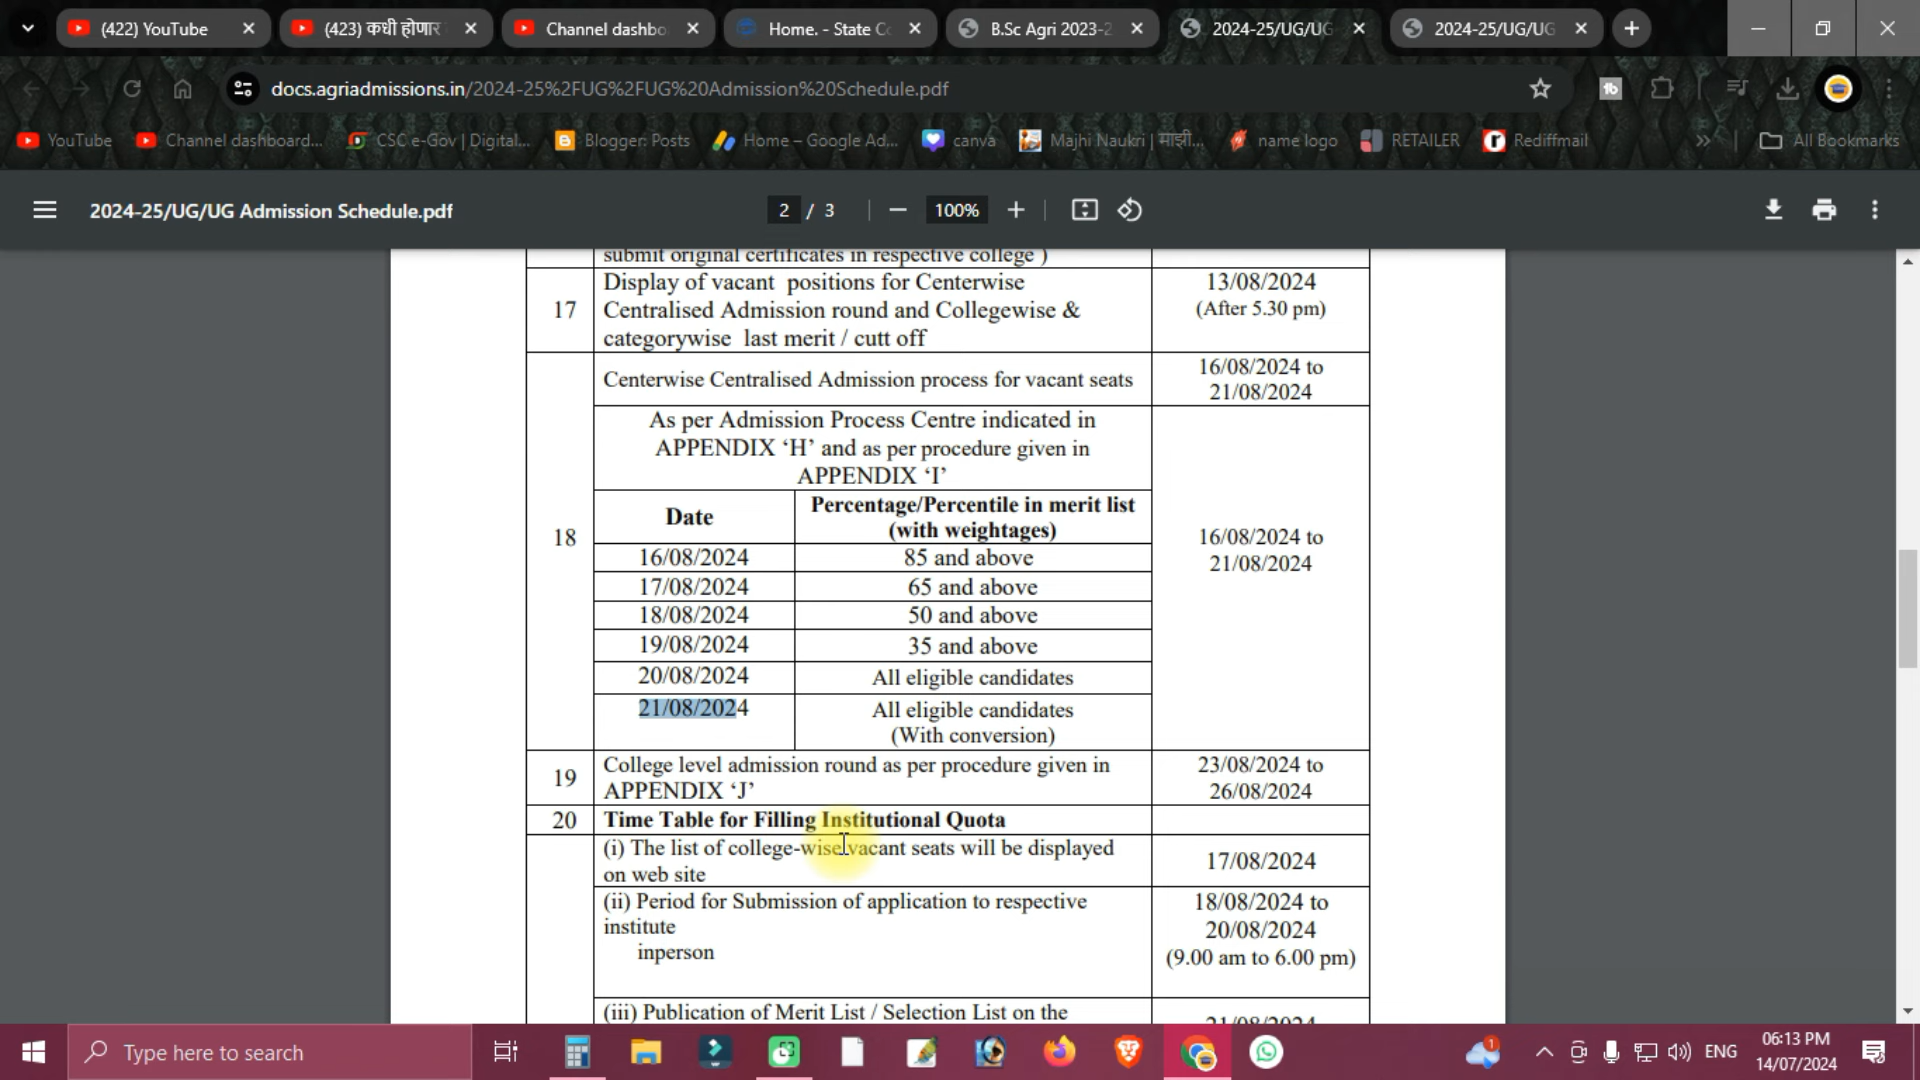 (422) YouTube
(423) कधी होणार
Channel dashbo
Home. - State Co
B.Sc Agri 2023-2
2024-25/UG/UG
2024-25/UG/UG
docs.agriadmissions.in/2024-25%2FUG%2FUG%20Admission%20Schedule.pdf
YouTube
Channel dashboard...
CSC e-Gov | Digital...
Blogger: Posts
Home – Google Ad...
canva
Majhi Naukri | माझी...
name logo
RETAILER
Rediffmail
All Bookmarks
2024-25/UG/UG Admission Schedule.pdf
2 / 3
100%
submit original certificates in respective college )
17
Display of vacant positions for Centerwise
Centralised Admission round and Collegewise &
categorywise last merit / cutt off
13/08/2024
(After 5.30 pm)
18
Centerwise Centralised Admission process for vacant seats
16/08/2024 to
21/08/2024
As per Admission Process Centre indicated in
APPENDIX ‘H’ and as per procedure given in
APPENDIX ‘I’
Date
Percentage/Percentile in merit list
(with weightages)
16/08/2024 85 and above
17/08/2024 65 and above
18/08/2024 50 and above
19/08/2024 35 and above
20/08/2024 All eligible candidates
21/08/2024 All eligible candidates
(With conversion)
16/08/2024 to
21/08/2024
19
College level admission round as per procedure given in
APPENDIX ‘J’
23/08/2024 to
26/08/2024
20 Time Table for Filling Institutional Quota
(i) The list of college-wise vacant seats will be displayed
on web site
17/08/2024
(ii) Period for Submission of application to respective
institute
inperson
18/08/2024 to
20/08/2024
(9.00 am to 6.00 pm)
(iii) Publication of Merit List / Selection List on the
21/08/2024
Type here to search
1
ENG
06:13 PM
14/07/2024